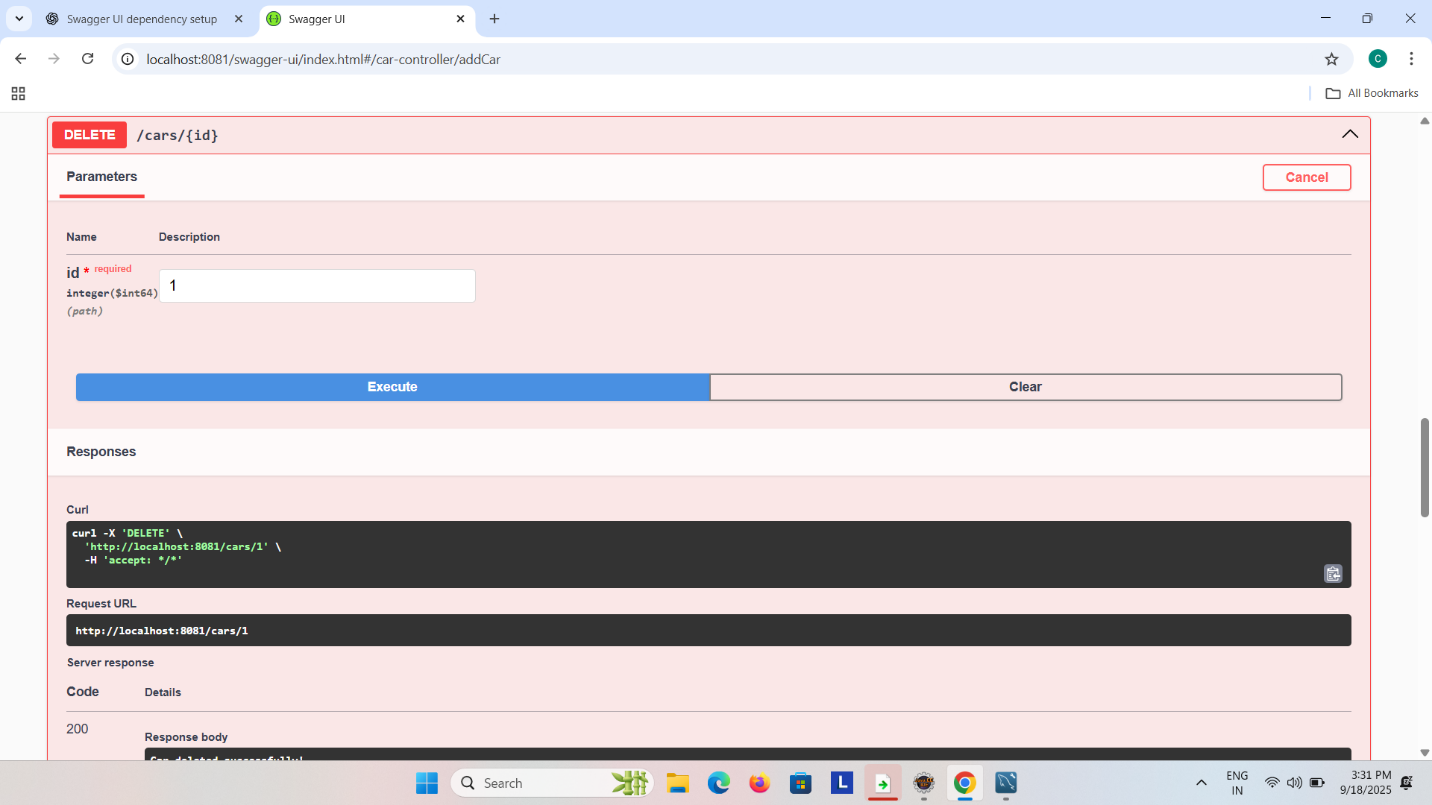 Swagger UI dependency setup
Swagger UI
localhost:8081/swagger-ui/index.html#/car-controller/addCar
C
All Bookmarks
DELETE /cars/{id}
Parameters
Cancel
Name Description
id * required
1
integer($int64)
(path)
Execute
Clear
Responses
Curl
curl -X 'DELETE' \
'http://localhost:8081/cars/1' \
-H 'accept: */*'
Request URL
http://localhost:8081/cars/1
Server response
Code Details
200
Response body
Car deleted successfully!
Search
L
ENG
IN
3:31 PM
9/18/2025